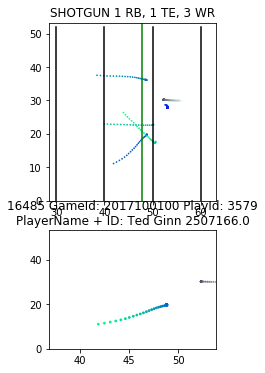 SHOTGUN 1 RB, 1 TE, 3 WR
50
40
30
20
10
0
30 40 50 60
16485 GameId: 2017100100 PlayId: 3579
PlayerName + ID: Ted Ginn 2507166.0
40
20
0
40 45 50